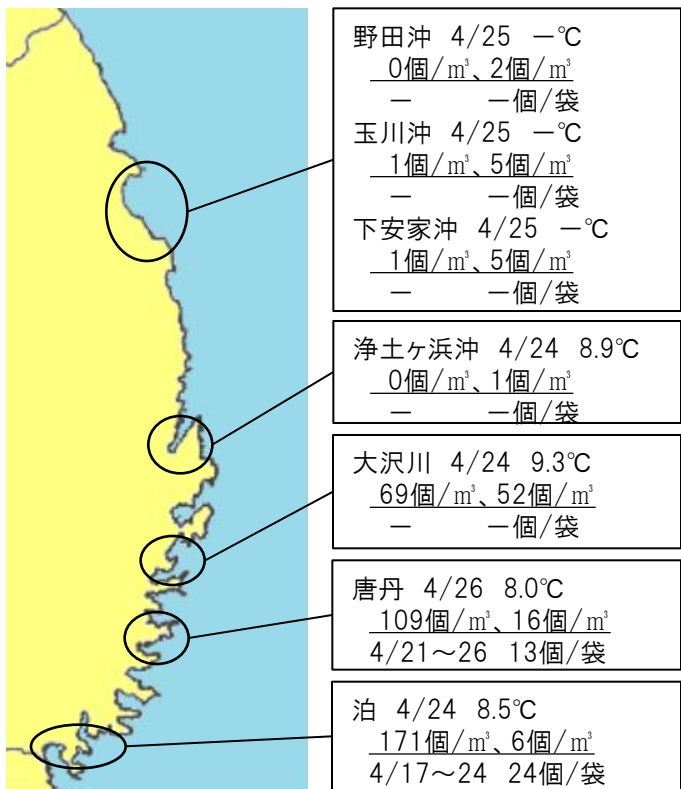 野田沖 4/25 －℃
0個/㎥、2個/㎥
－ －個/袋
玉川沖 4/25 －℃
1個/㎥、5個/㎥
－ －個/袋
下安家沖 4/25 －℃
1個/㎥、5個/㎥
－ －個/袋
浄土ヶ浜沖 4/24 8.9℃
0個/㎥、1個/㎥
－ －個/袋
大沢川 4/24 9.3℃
69個/㎥、52個/㎥
－ －個/袋
唐丹 4/26 8.0℃
109個/㎥、16個/㎥
4/21～26 13個/袋
泊 4/24 8.5℃
171個/㎥、6個/㎥
4/17～24 24個/袋